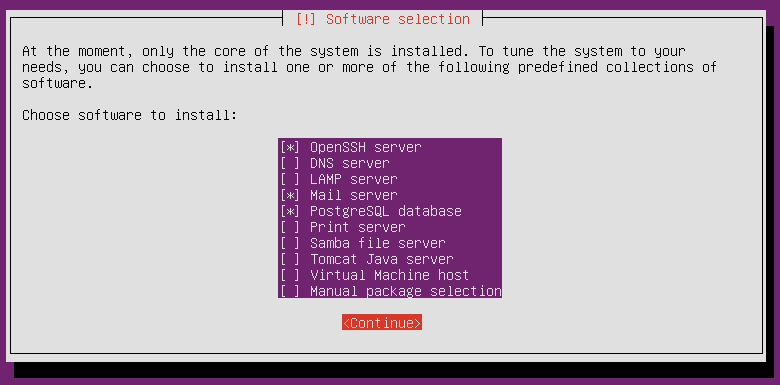 [!] Software selection
At the moment, only the core of the system is installed. To tune the system to your
needs, you can choose to install one or more of the following predefined collections of
software.
Choose software to install:
[*] OpenSSH server
[ ] DNS server
[ ] LAMP server
[*] Mail server
[*] PostgreSQL database
[ ] Print server
[ ] Samba file server
[ ] Tomcat Java server
[ ] Virtual Machine host
[ ] Manual package selection
<Continue>